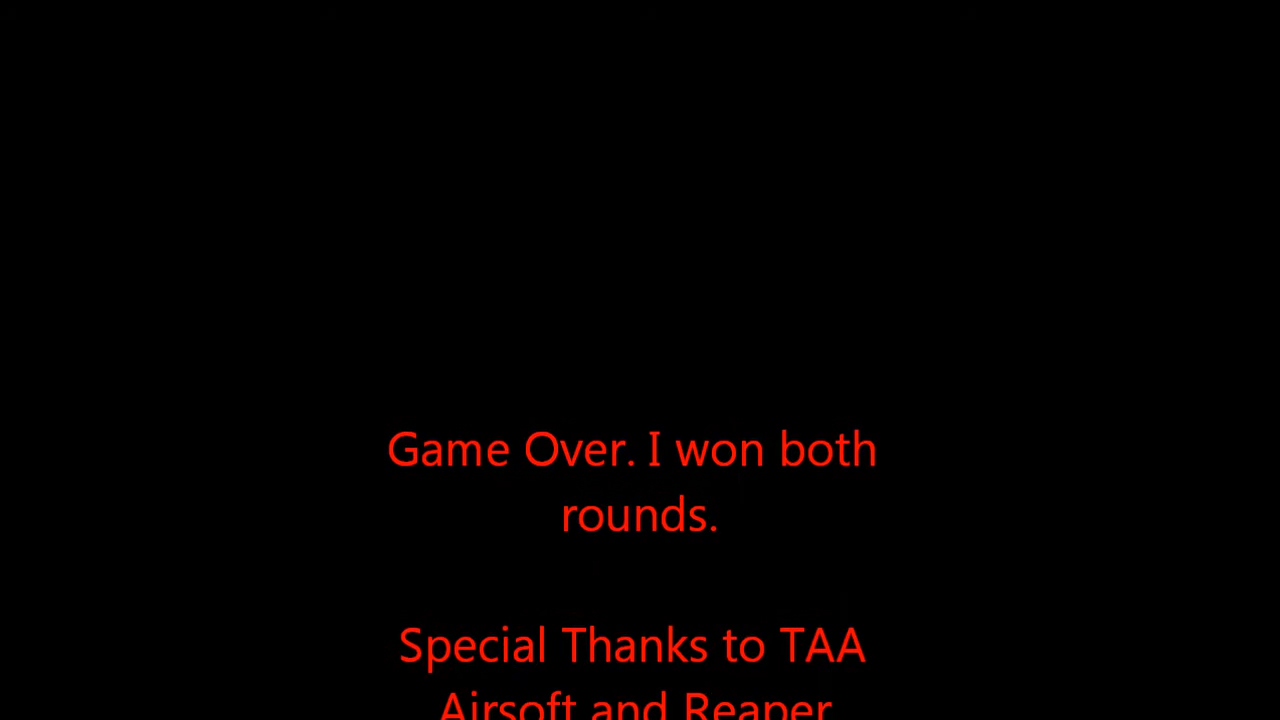 Game Over. I won both
rounds.
Special Thanks to TAA
Airsoft and Reaper